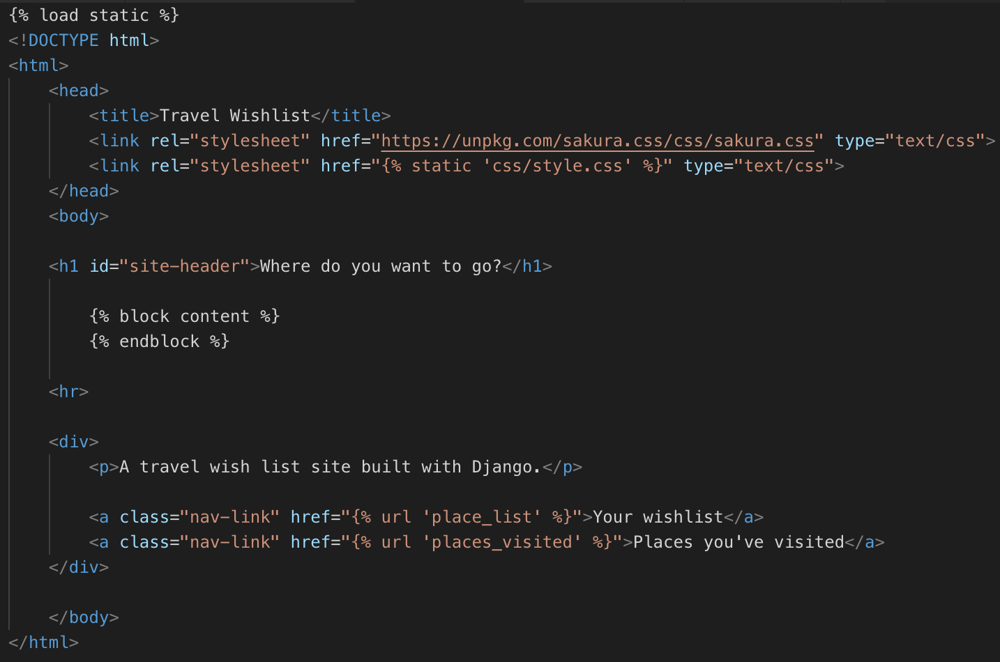 {% load static %}
<!DOCTYPE html>
<html>
<head>
<title>Travel Wishlist</title>
<link rel="stylesheet" href="https://unpkg.com/sakura.css/css/sakura.css" type="text/css">
<link rel="stylesheet" href="{% static 'css/style.css' %}" type="text/css">
</head>
<body>
<h1 id="site-header">Where do you want to go?</h1>
{% block content %}
{% endblock %}
<hr>
<div>
<p>A travel wish list site built with Django.</p>
<a class="nav-link" href="{% url 'place_list' %}">Your wishlist</a>
<a class="nav-link" href="{% url 'places_visited' %}">Places you've visited</a>
</div>
</body>
</html>